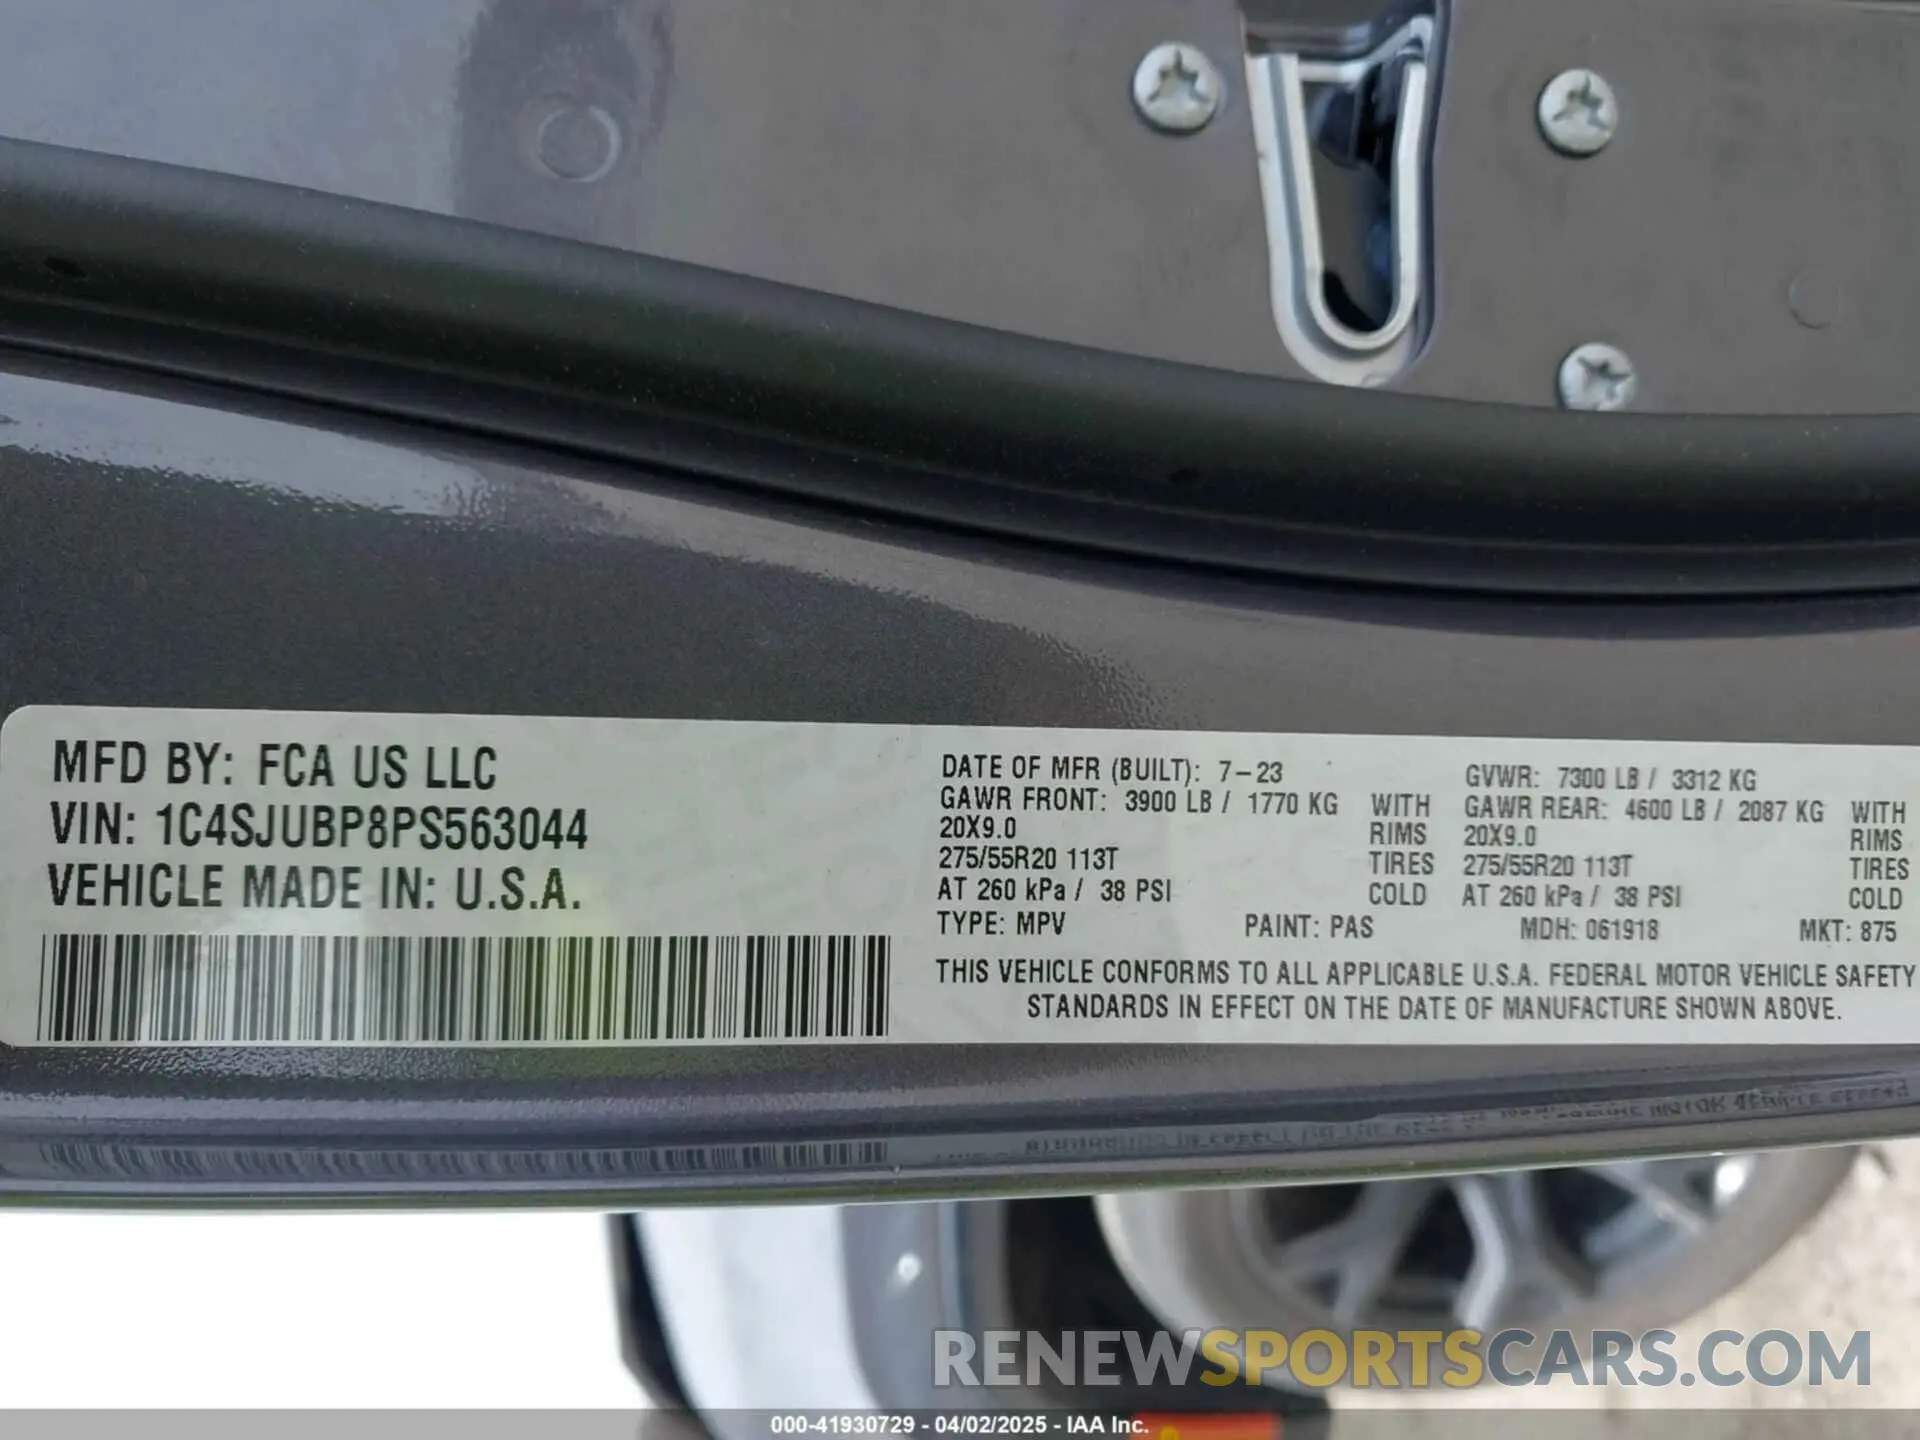 MFD BY: FCA US LLC
VIN: 1C4SJUBP8PS563044
VEHICLE MADE IN: U.S.A.
DATE OF MFR (BUILT): 7-23 GVWR: 7300 LB / 3312 KG
GAWR FRONT: 3900 LB / 1770 KG WITH GAWR REAR: 4600 LB / 2087 KG WITH
20X9.0 RIMS 20X9.0 RIMS
275/55R20 113T TIRES 275/55R20 113T TIRES
AT 260 kPa / 38 PSI COLD AT 260 kPa / 38 PSI COLD
TYPE: MPV PAINT: PAS MDH: 061918 MKT: 875
THIS VEHICLE CONFORMS TO ALL APPLICABLE U.S.A. FEDERAL MOTOR VEHICLE SAFETY
STANDARDS IN EFFECT ON THE DATE OF MANUFACTURE SHOWN ABOVE.
RENEWSPORTSCARS.COM
000-41930729 - 04/02/2025 - IAA Inc.